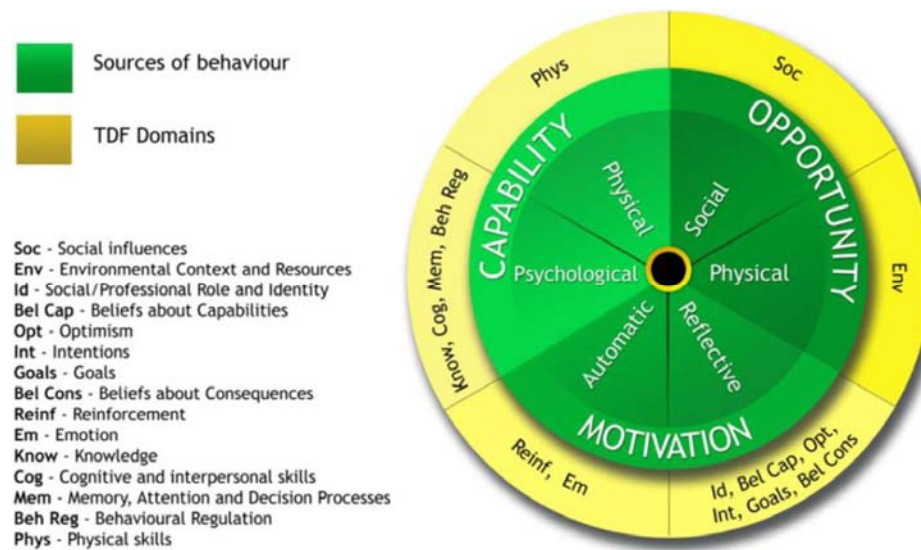 Sources of behaviour
TDF Domains
Soc - Social influences
Env - Environmental Context and Resources
Id - Social/Professional Role and Identity
Bel Cap - Beliefs about Capabilities
Opt - Optimism
Int - Intentions
Goals - Goals
Bel Cons - Beliefs about Consequences
Reinf - Reinforcement
Em - Emotion
Know - Knowledge
Cog - Cognitive and interpersonal skills
Mem - Memory, Attention and Decision Processes
Beh Reg - Behavioural Regulation
Phys - Physical skills
Phys
Soc
Env
Id, Bel Cap, Opt,
Int, Goals, Bel Cons
Reinf, Em
Know, Cog, Mem, Beh Reg
CAPABILITY
OPPORTUNITY
MOTIVATION
Physical
Social
Physical
Reflective
Automatic
Psychological